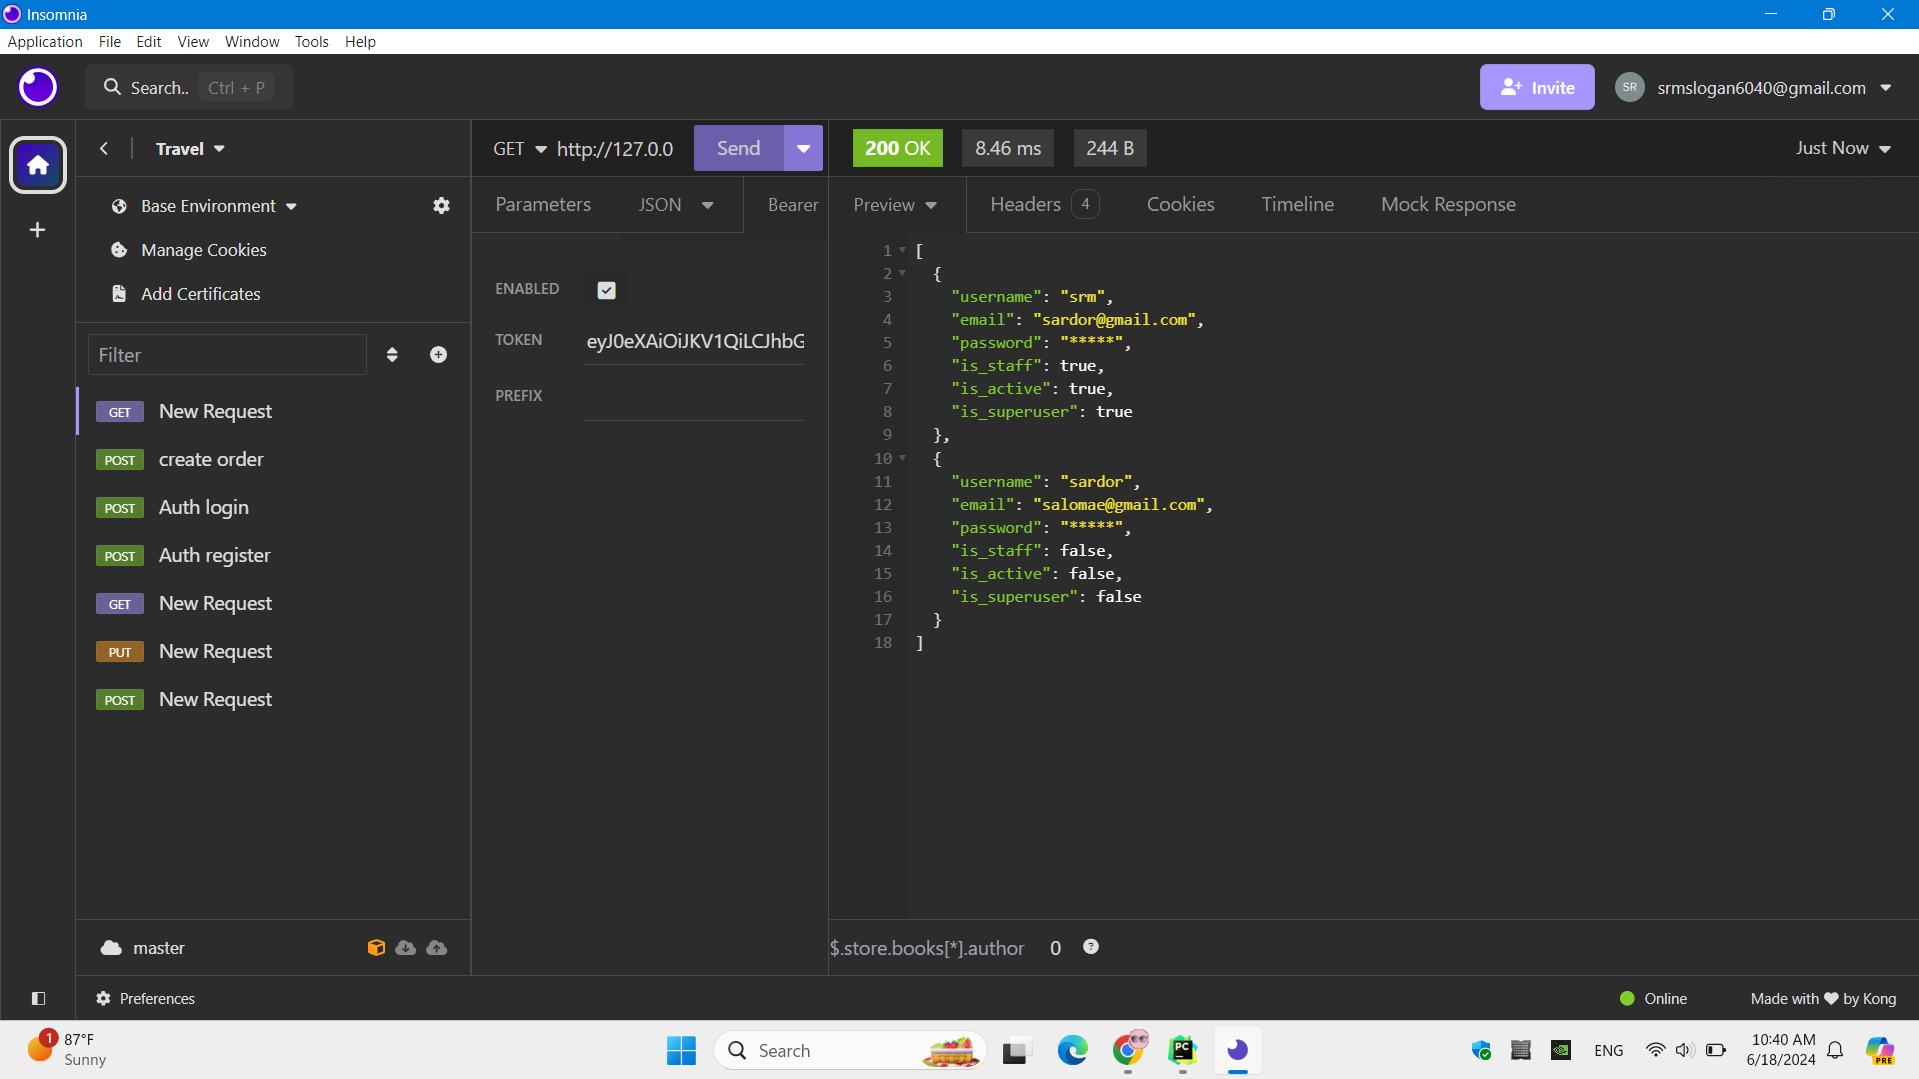 Insomnia
Application File Edit View Window Tools Help
Search.. Ctrl + P
Invite
SR srmslogan6040@gmail.com
Travel
GET http://127.0.0 Send
200 OK 8.46 ms 244 B Just Now
Base Environment
Manage Cookies
Add Certificates
Filter
GET New Request
POST create order
POST Auth login
POST Auth register
GET New Request
PUT New Request
POST New Request
Parameters JSON Bearer
ENABLED
TOKEN eyJ0eXAiOiJKV1QiLCJhbG
PREFIX
Preview Headers 4 Cookies Timeline Mock Response
1 [
2 {
3 "username": "srm",
4 "email": "sardor@gmail.com",
5 "password": "*****",
6 "is_staff": true,
7 "is_active": true,
8 "is_superuser": true
9 },
10 {
11 "username": "sardor",
12 "email": "salomae@gmail.com",
13 "password": "*****",
14 "is_staff": false,
15 "is_active": false,
16 "is_superuser": false
17 }
18 ]
master
$.store.books[*].author 0 ?
Preferences
Online Made with ❤ by Kong
1 87°F
Sunny
Search
PC
ENG
10:40 AM
6/18/2024
PRE